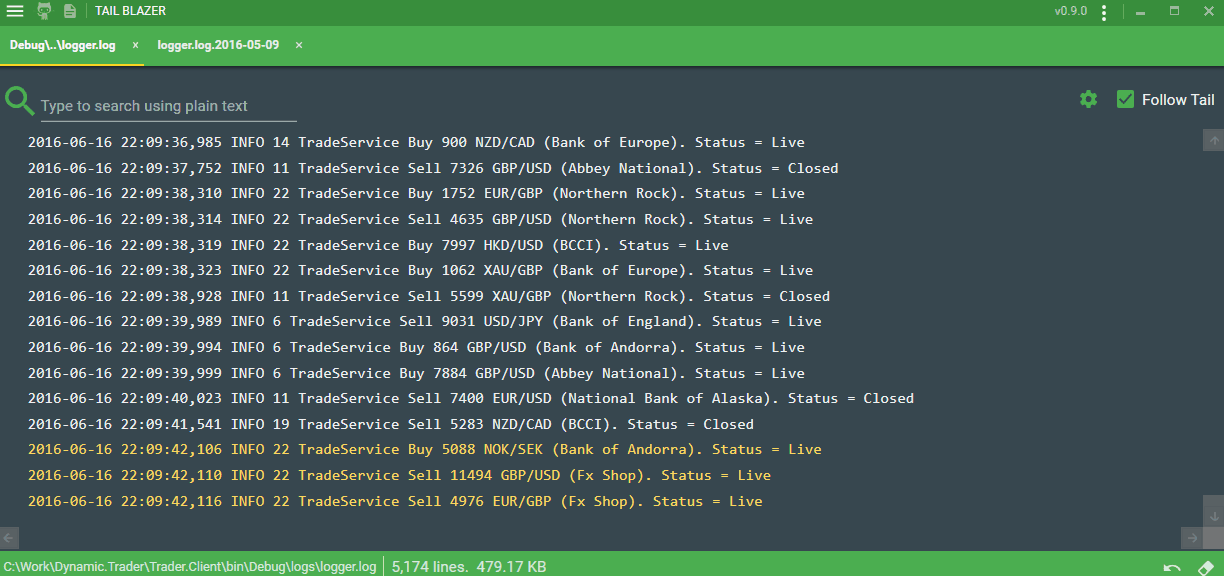 TAIL BLAZER
v0.9.0
Debug\..\logger.log × logger.log.2016-05-09 ×
Type to search using plain text
Follow Tail
2016-06-16 22:09:36,985 INFO 14 TradeService Buy 900 NZD/CAD (Bank of Europe). Status = Live
2016-06-16 22:09:37,752 INFO 11 TradeService Sell 7326 GBP/USD (Abbey National). Status = Closed
2016-06-16 22:09:38,310 INFO 22 TradeService Buy 1752 EUR/GBP (Northern Rock). Status = Live
2016-06-16 22:09:38,314 INFO 22 TradeService Sell 4635 GBP/USD (Northern Rock). Status = Live
2016-06-16 22:09:38,319 INFO 22 TradeService Buy 7997 HKD/USD (BCCI). Status = Live
2016-06-16 22:09:38,323 INFO 22 TradeService Buy 1062 XAU/GBP (Bank of Europe). Status = Live
2016-06-16 22:09:38,928 INFO 11 TradeService Sell 5599 XAU/GBP (Northern Rock). Status = Closed
2016-06-16 22:09:39,989 INFO 6 TradeService Sell 9031 USD/JPY (Bank of England). Status = Live
2016-06-16 22:09:39,994 INFO 6 TradeService Buy 864 GBP/USD (Bank of Andorra). Status = Live
2016-06-16 22:09:39,999 INFO 6 TradeService Buy 7884 GBP/USD (Abbey National). Status = Live
2016-06-16 22:09:40,023 INFO 11 TradeService Sell 7400 EUR/USD (National Bank of Alaska). Status = Closed
2016-06-16 22:09:41,541 INFO 19 TradeService Sell 5283 NZD/CAD (BCCI). Status = Closed
2016-06-16 22:09:42,106 INFO 22 TradeService Buy 5088 NOK/SEK (Bank of Andorra). Status = Live
2016-06-16 22:09:42,110 INFO 22 TradeService Sell 11494 GBP/USD (Fx Shop). Status = Live
2016-06-16 22:09:42,116 INFO 22 TradeService Sell 4976 EUR/GBP (Fx Shop). Status = Live
C:\Work\Dynamic.Trader\Trader.Client\bin\Debug\logs\logger.log
5,174 lines. 479.17 KB